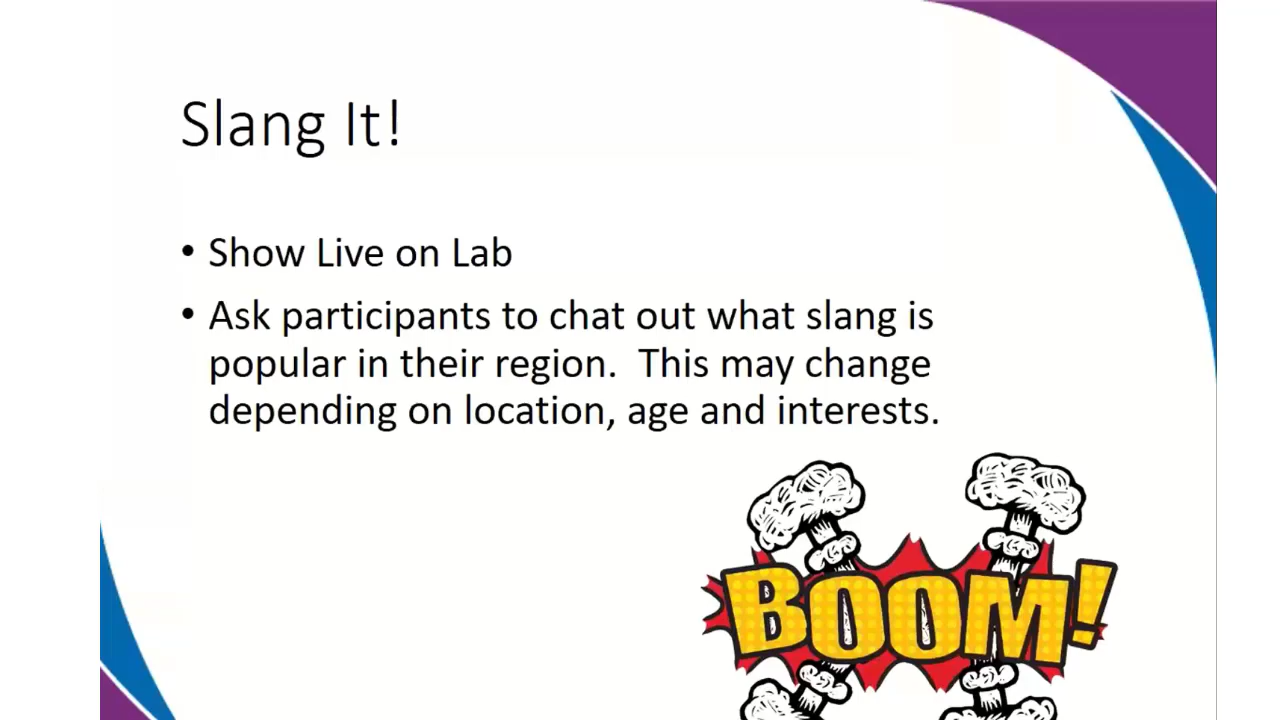 Slang It!
• Show Live on Lab
• Ask participants to chat out what slang is
popular in their region.  This may change
depending on location, age and interests.
BOOM!